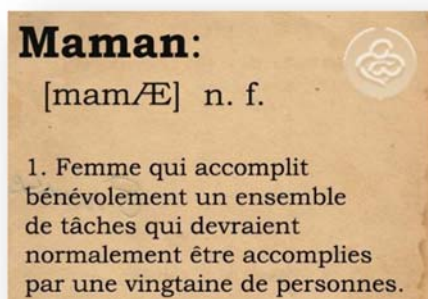 Maman:
[mamÆ] n. f.
1. Femme qui accomplit
bénévolement un ensemble
de tâches qui devraient
normalement être accomplies
par une vingtaine de personnes.